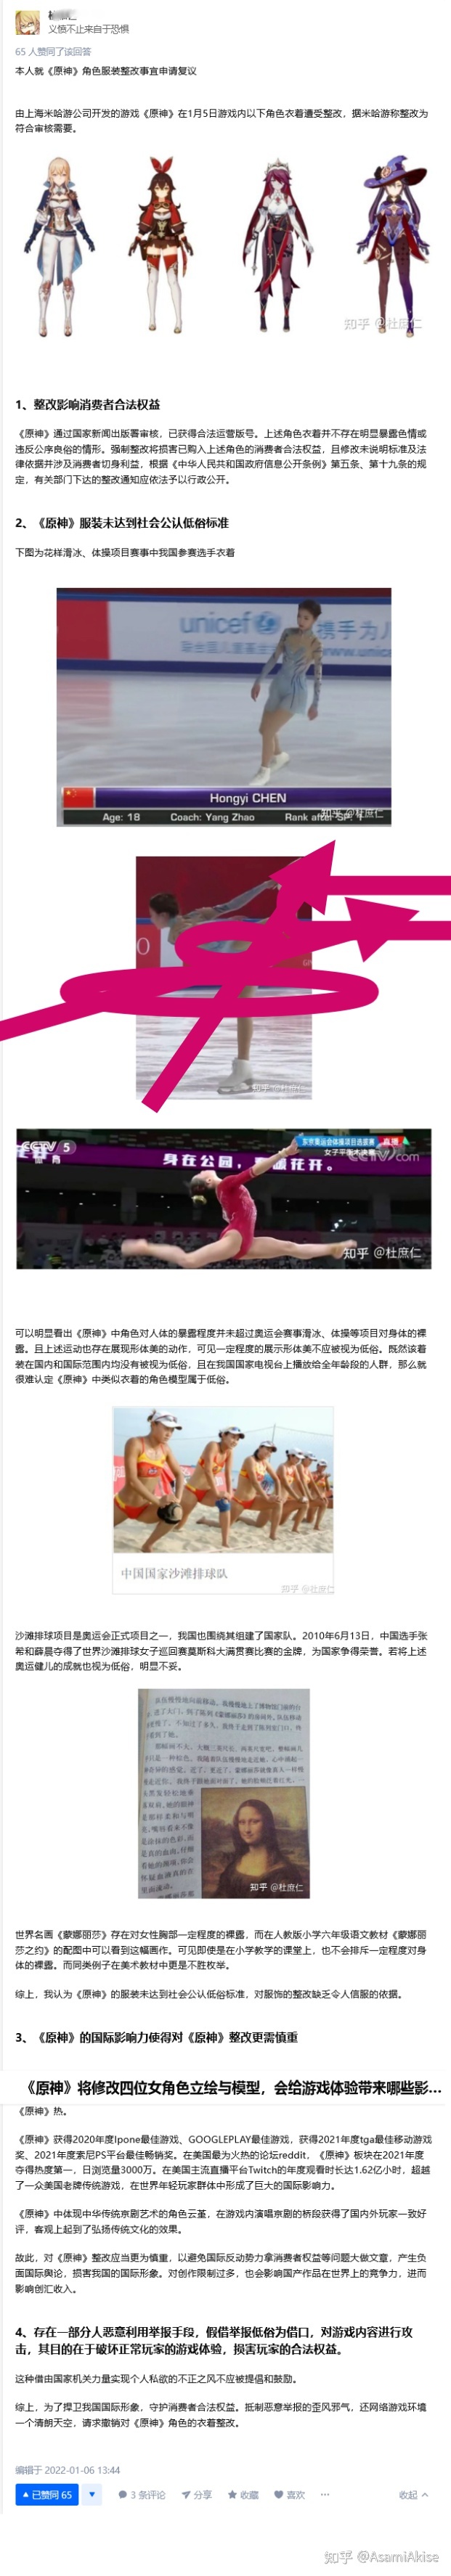 义愤不止来自于恐惧
65 人赞同了该回答
本人就《原神》角色服装整改事宜申请复议
由上海米哈游公司开发的游戏《原神》在1月5日游戏内以下角色衣着遭受整改，据米哈游称整改为
符合审核需要。
知乎 @杜庶仁
1、整改影响消费者合法权益
《原神》通过国家新闻出版署审核，已获得合法运营版号。上述角色衣着并不存在明显暴露色情或
违反公序良俗的情形。强制整改将损害已购入上述角色的消费者合法权益，且修改未说明标准及法
律依据并涉及消费者切身利益，根据《中华人民共和国政府信息公开条例》第五条、第十九条的规
定，有关部门下达的整改通知应依法予以行政公开。
2、《原神》服装未达到社会公认低俗标准
下图为花样滑冰、体操项目赛事中我国参赛选手衣着
unicef
携手为儿
联合国儿童基金
www.unic
Hongyi CHEN
Age: 18 Coach: Yang Zhao Rank after SP: 1
知乎 @杜庶仁
知乎 @杜庶仁
CCTV 5
体育
身在公园，春暖花开。
东京奥运会体操项目选拔赛 直播
女子平衡木决赛
CCTV.com
知乎 @杜庶仁
可以明显看出《原神》中角色对人体的暴露程度并未超过奥运会赛事滑冰、体操等项目对身体的裸
露。且上述运动也存在展现形体美的动作，可见一定程度的展示形体美不应被视为低俗。既然该着
装在国内和国际范围内均没有被视为低俗，且在我国国家电视台上播放给全年龄段的人群，那么就
很难认定《原神》中类似衣着的角色模型属于低俗。
中国国家沙滩排球队
知乎 @杜庶仁
沙滩排球项目是奥运会正式项目之一，我国也围绕其组建了国家队。2010年6月13日，中国选手张
希和薛晨夺得了世界沙滩排球女子巡回赛莫斯科大满贯赛比赛的金牌，为国家争得荣誉。若将上述
奥运健儿的成就也视为低俗，明显不妥。
知乎 @杜庶仁
世界名画《蒙娜丽莎》存在对女性胸部一定程度的裸露，而在人教版小学六年级语文教材《蒙娜丽
莎之约》的配图中可以看到这幅画作。可见即使是在小学教学的课堂上，也不会排斥一定程度对身
体的裸露。而同类例子在美术教材中更是不胜枚举。
综上，我认为《原神》的服装未达到社会公认低俗标准，对服饰的整改缺乏令人信服的依据。
3、《原神》的国际影响力使得对《原神》整改更需慎重
《原神》将修改四位女角色立绘与模型，会给游戏体验带来哪些影...
《原神》热。
《原神》获得2020年度Ipone最佳游戏、GOOGLEPLAY最佳游戏，获得2021年度tga最佳移动游戏
奖、2021年度索尼PS平台最佳畅销奖。在美国最为火热的论坛reddit，《原神》板块在2021年度
夺得热度第一，日浏览量3000万。在美国主流直播平台Twitch的年度观看时长达1.62亿小时，超越
了一众美国老牌传统游戏，在世界年轻玩家群体中形成了巨大的国际影响力。
《原神》中体现中华传统京剧艺术的角色云堇，在游戏内演唱京剧的桥段获得了国内外玩家一致好
评，客观上起到了弘扬传统文化的效果。
故此，对《原神》整改应当更为慎重，以避免国际反动势力拿消费者权益等问题大做文章，产生负
面国际舆论，损害我国的国际形象。对创作限制过多，也会影响国产作品在世界上的竞争力，进而
影响创汇收入。
4、存在一部分人恶意利用举报手段，假借举报低俗为借口，对游戏内容进行攻
击，其目的在于破坏正常玩家的游戏体验，损害玩家的合法权益。
这种借由国家机关力量实现个人私欲的不正之风不应被提倡和鼓励。
综上，为了捍卫我国国际形象，守护消费者合法权益。抵制恶意举报的歪风邪气，还网络游戏环境
一个清朗天空，请求撤销对《原神》角色的衣着整改。
编辑于 2022-01-06 13:44
已赞同 65 3 条评论 分享 收藏 喜欢 ··· 收起
知乎 @AsamiAkise